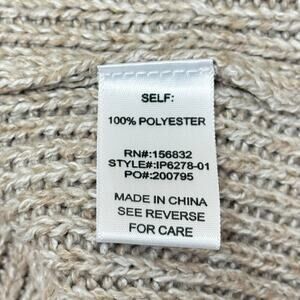 SELF:
100% POLYESTER
RN#:156832
STYLE#:IP6278-01
PO#:200795
MADE IN CHINA
SEE REVERSE
FOR CARE